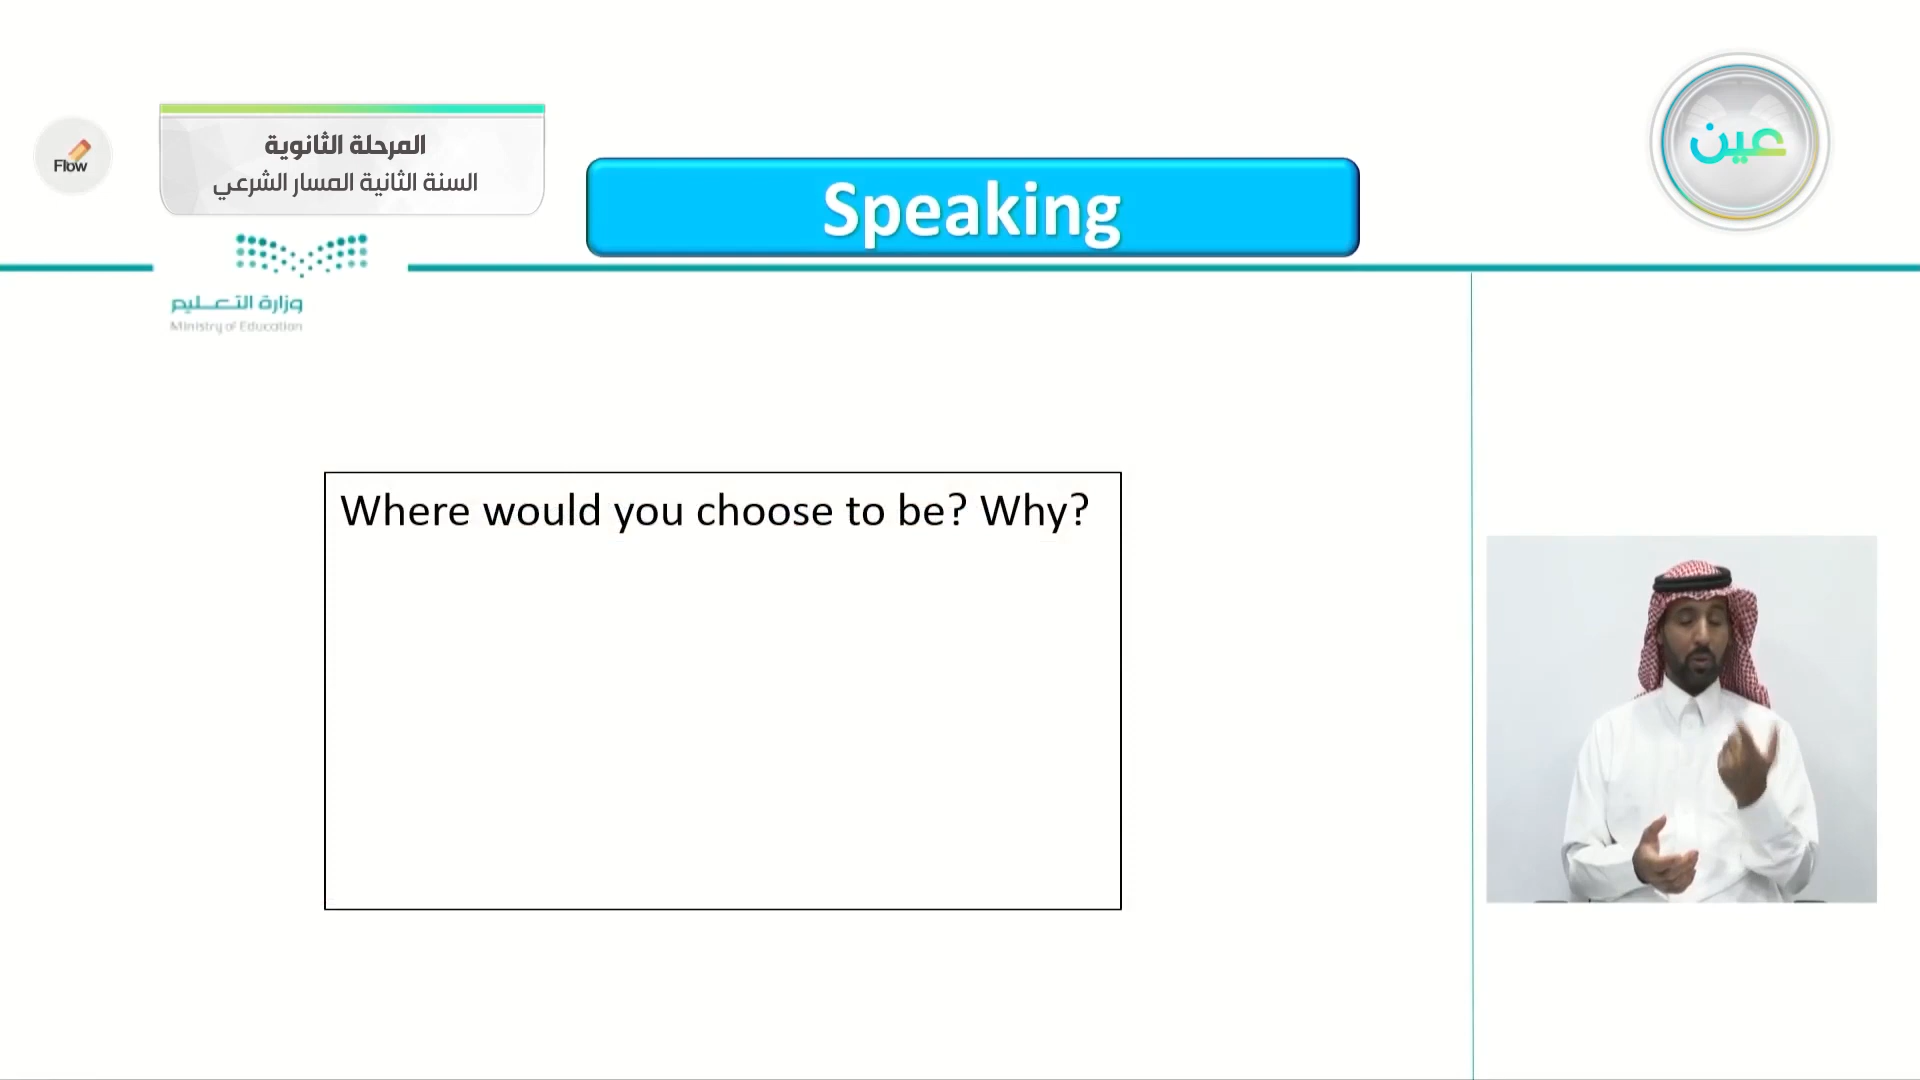 Flow
المرحلة الثانوية
السنة الثانية المسار الشرعي
Speaking
عين
وزارة التعـــليم
Ministry of Education
Where would you choose to be? Why?